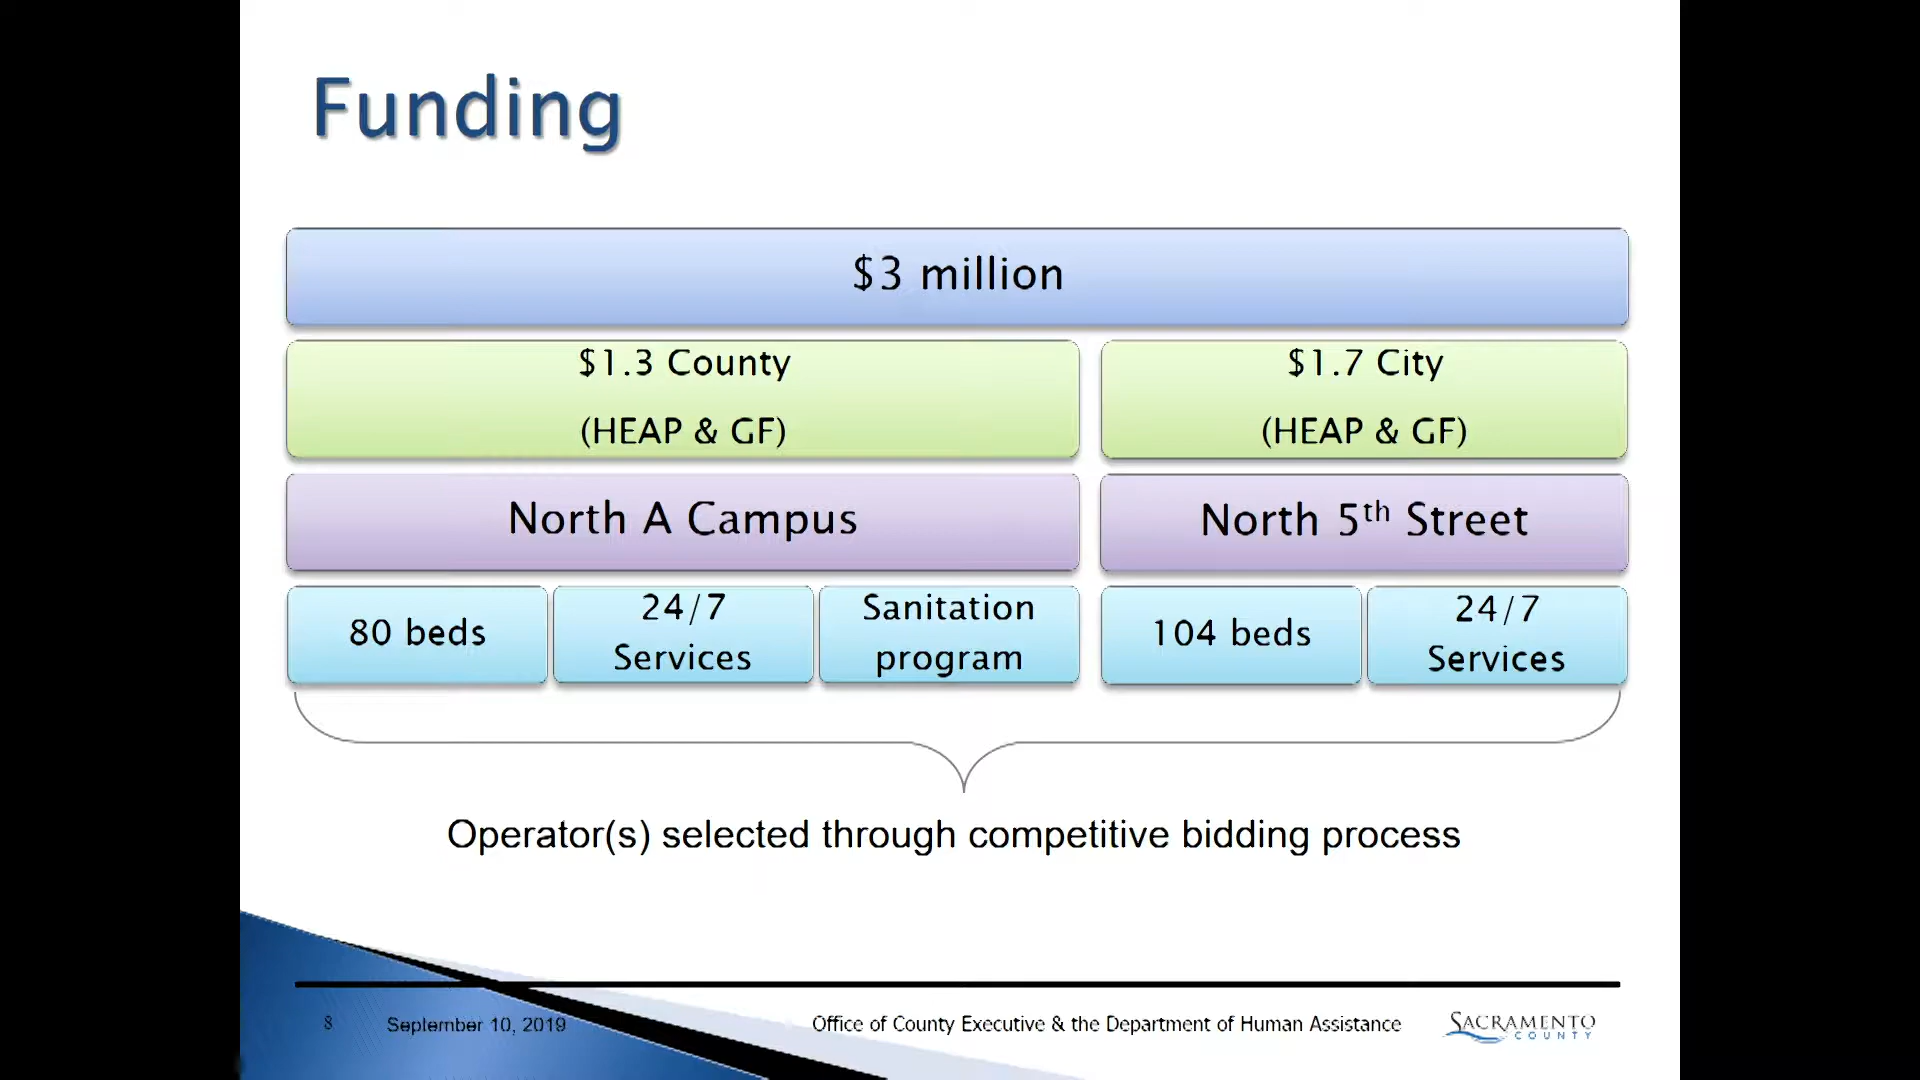 Funding
$3 million
$1.3 County
(HEAP & GF)
$1.7 City
(HEAP & GF)
North A Campus
North 5th Street
80 beds
24/7
Services
Sanitation
program
104 beds
24/7
Services
Operator(s) selected through competitive bidding process
8
September 10, 2019
Office of County Executive & the Department of Human Assistance
SACRAMENTO
COUNTY